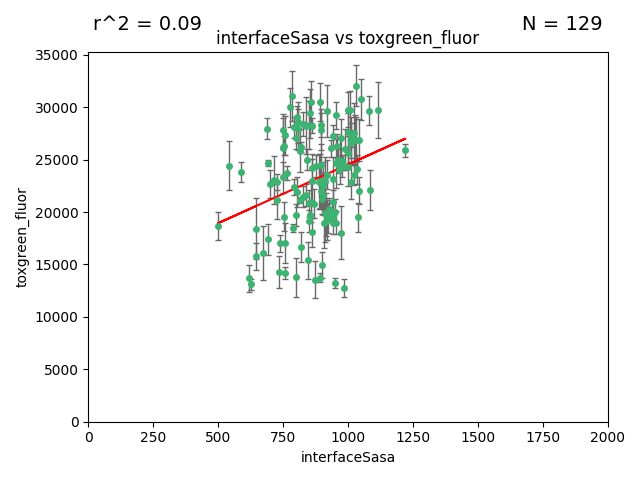 r^2 = 0.09
N = 129
interfaceSasa vs toxgreen_fluor
35000
30000
25000
20000
15000
10000
5000
0
toxgreen_fluor
0 250 500 750 1000 1250 1500 1750 2000
interfaceSasa